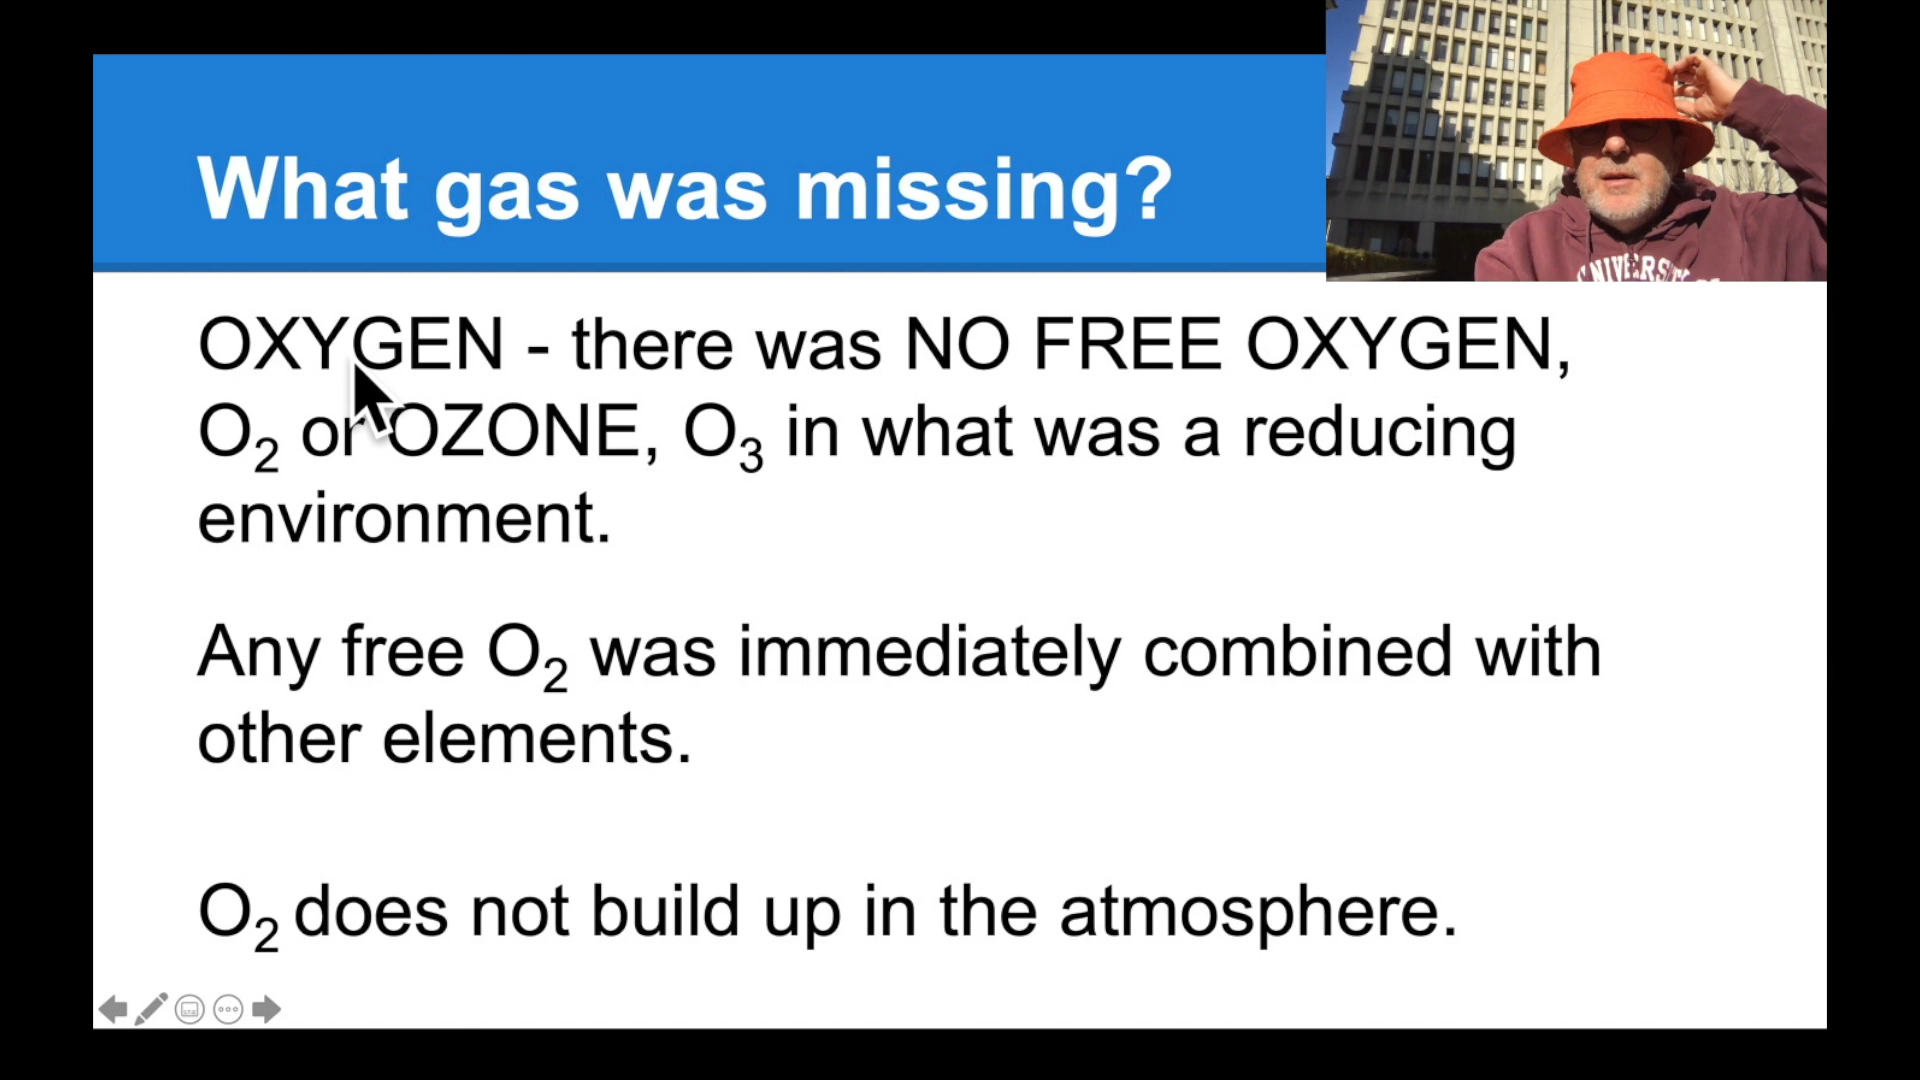 What gas was missing?
OXYGEN - there was NO FREE OXYGEN,
O₂ or OZONE, O₃ in what was a reducing
environment.
Any free O₂ was immediately combined with
other elements.
O₂ does not build up in the atmosphere.